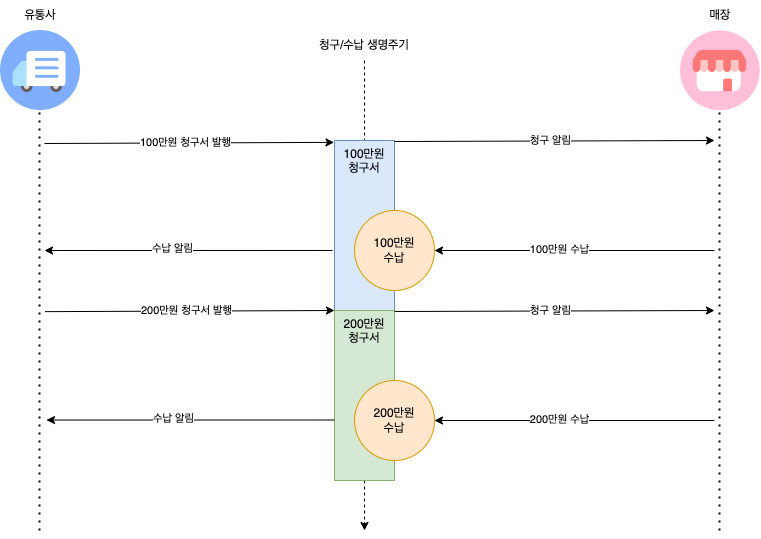 유통사
매장
청구/수납 생명주기
100만원 청구서 발행
청구 알림
100만원
청구서
수납 알림
100만원
수납
100만원 수납
200만원 청구서 발행
청구 알림
200만원
청구서
수납 알림
200만원
수납
200만원 수납